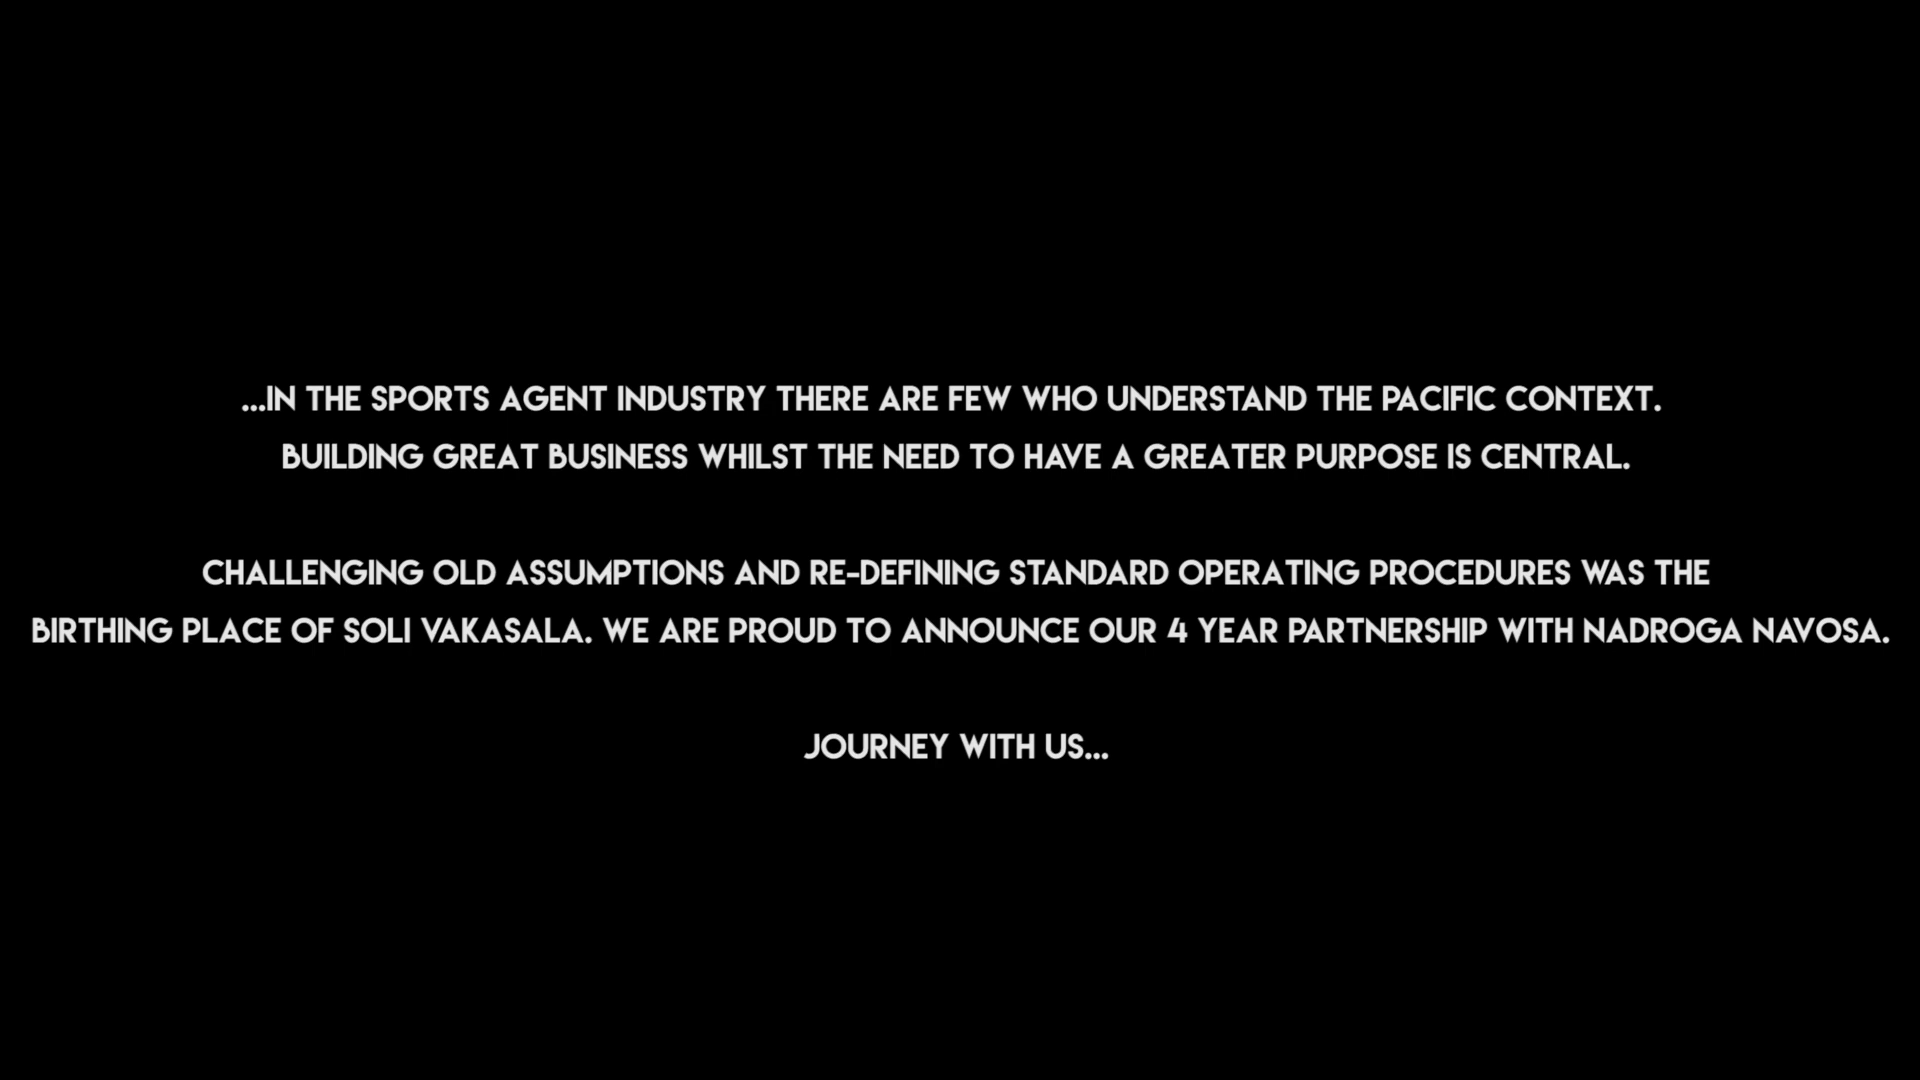 ...IN THE SPORTS AGENT INDUSTRY THERE ARE FEW WHO UNDERSTAND THE PACIFIC CONTEXT.
BUILDING GREAT BUSINESS WHILST THE NEED TO HAVE A GREATER PURPOSE IS CENTRAL.
CHALLENGING OLD ASSUMPTIONS AND RE-DEFINING STANDARD OPERATING PROCEDURES WAS THE
BIRTHING PLACE OF SOLI VAKASALA. WE ARE PROUD TO ANNOUNCE OUR 4 YEAR PARTNERSHIP WITH NADROGA NAVOSA.
JOURNEY WITH US...